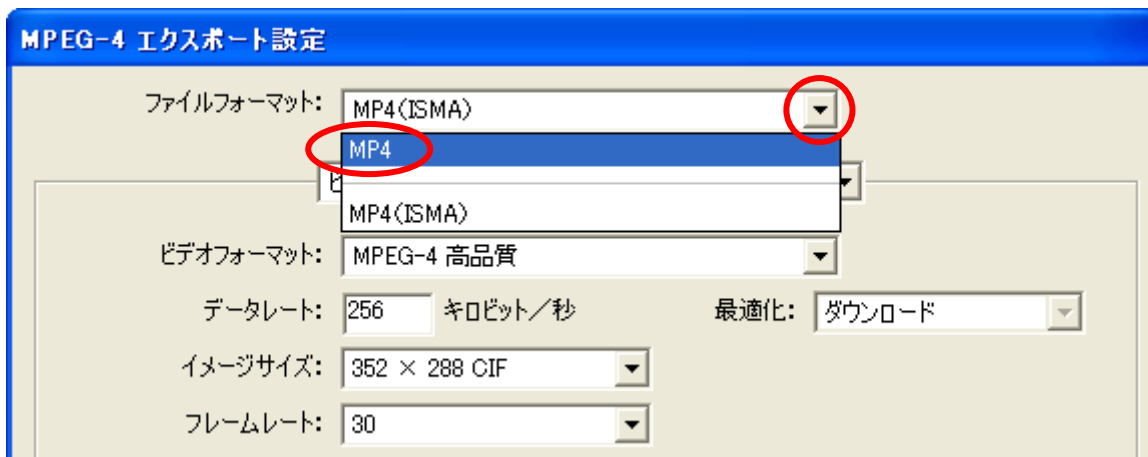 MPEG-4 エクスポート設定
ファイルフォーマット: MP4(ISMA)
MP4
MP4(ISMA)
ビデオフォーマット: MPEG-4 高品質
データレート: 256 キロビット／秒 最適化: ダウンロード
イメージサイズ: 352 × 288 CIF
フレームレート: 30